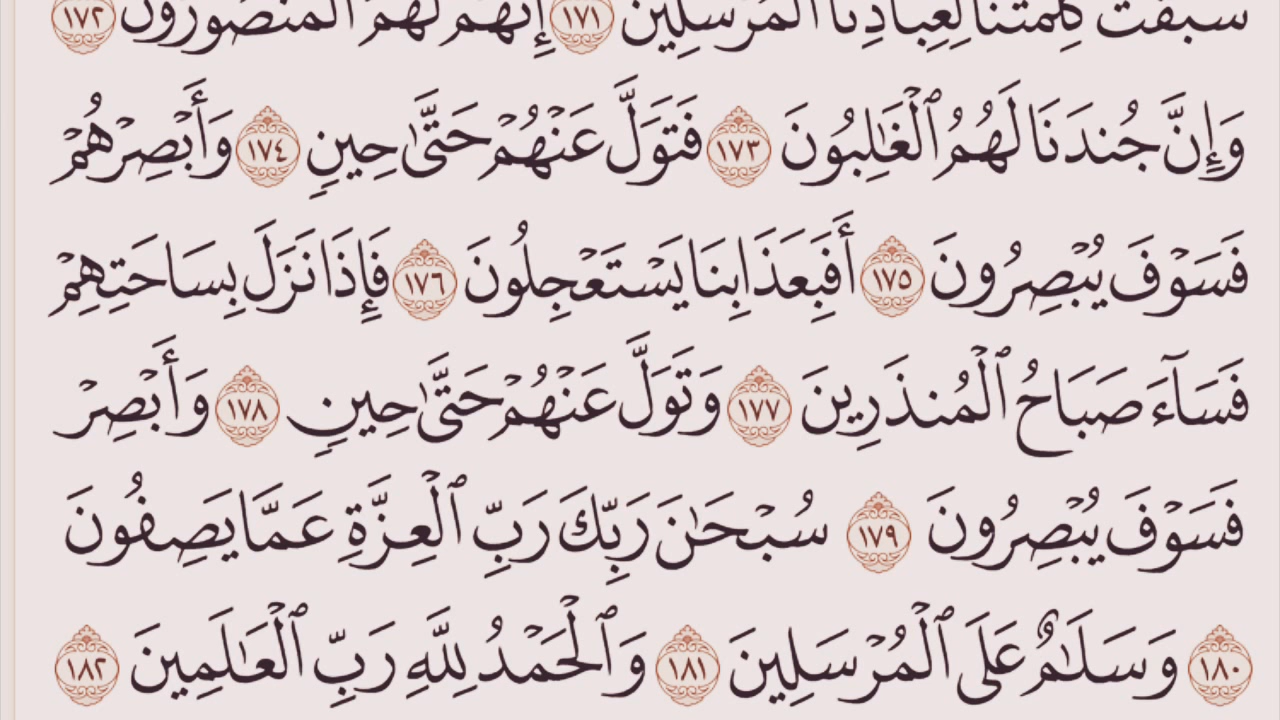 سَبَقَتْ كَلِمَتُنَا لِعِبَادِنَا الْمُرْسَلِينَ ١٧١ إِنَّهُمْ لَهُمُ الْمَنصُورُونَ ١٧٢
وَإِنَّ جُندَنَا لَهُمُ ٱلْغَٰلِبُونَ ١٧٣ فَتَوَلَّ عَنْهُمْ حَتَّىٰ حِينٍ ١٧٤ وَأَبْصِرْهُمْ
فَسَوْفَ يُبْصِرُونَ ١٧٥ أَفَبِعَذَابِنَا يَسْتَعْجِلُونَ ١٧٦ فَإِذَا نَزَلَ بِسَاحَتِهِمْ
فَسَآءَ صَبَاحُ ٱلْمُنذَرِينَ ١٧٧ وَتَوَلَّ عَنْهُمْ حَتَّىٰ حِينٍ ١٧٨ وَأَبْصِرْ
فَسَوْفَ يُبْصِرُونَ ١٧٩ سُبْحَٰنَ رَبِّكَ رَبِّ ٱلْعِزَّةِ عَمَّا يَصِفُونَ
١٨٠ وَسَلَٰمٌ عَلَى ٱلْمُرْسَلِينَ ١٨١ وَٱلْحَمْدُ لِلَّهِ رَبِّ ٱلْعَٰلَمِينَ ١٨٢